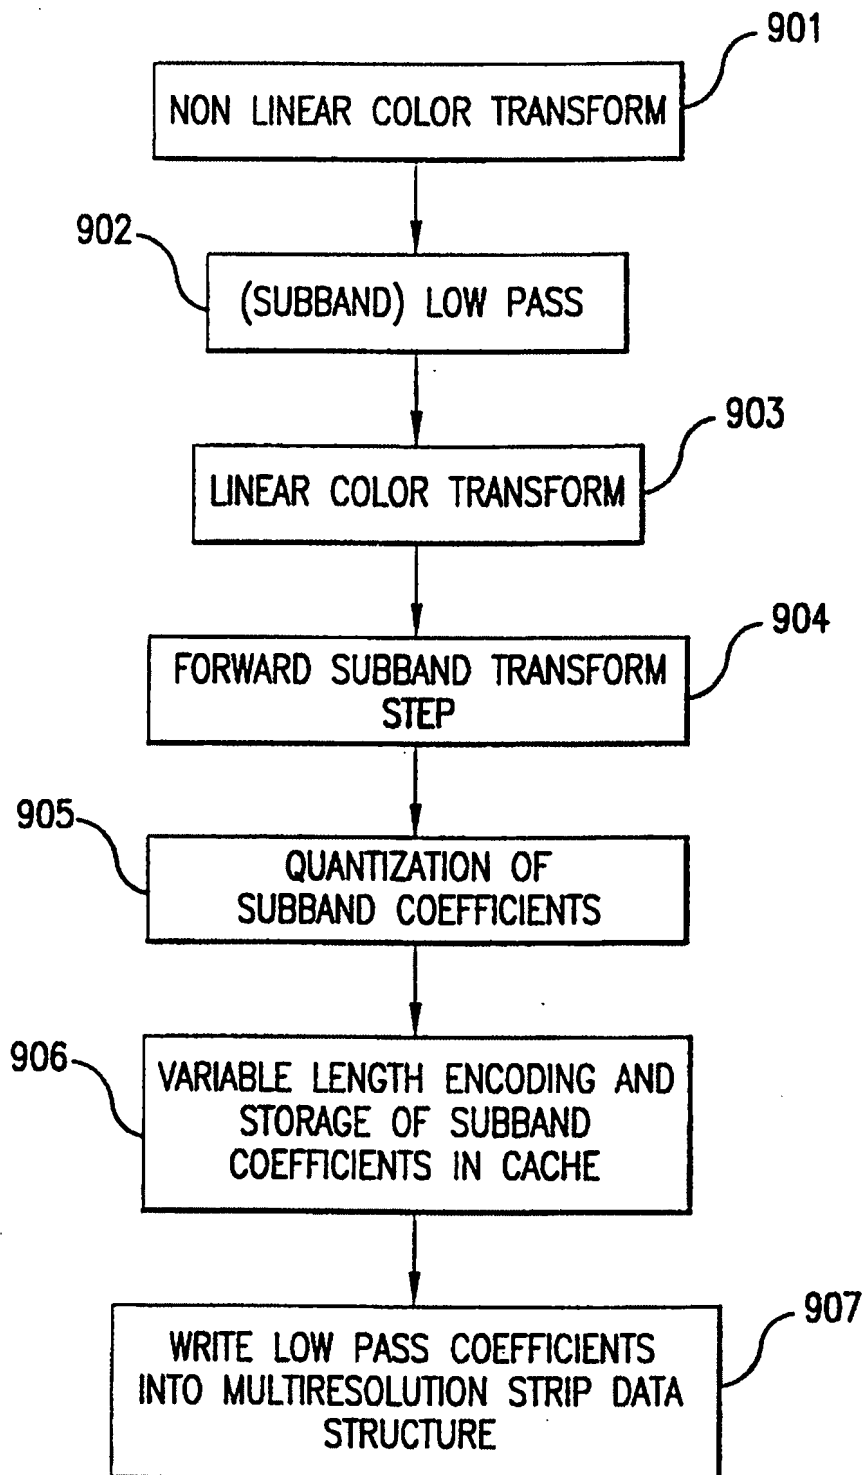 901
NON LINEAR COLOR TRANSFORM
902
(SUBBAND) LOW PASS
903
LINEAR COLOR TRANSFORM
904
FORWARD SUBBAND TRANSFORM
STEP
905
QUANTIZATION OF
SUBBAND COEFFICIENTS
906
VARIABLE LENGTH ENCODING AND
STORAGE OF SUBBAND
COEFFICIENTS IN CACHE
907
WRITE LOW PASS COEFFICIENTS
INTO MULTIRESOLUTION STRIP DATA
STRUCTURE